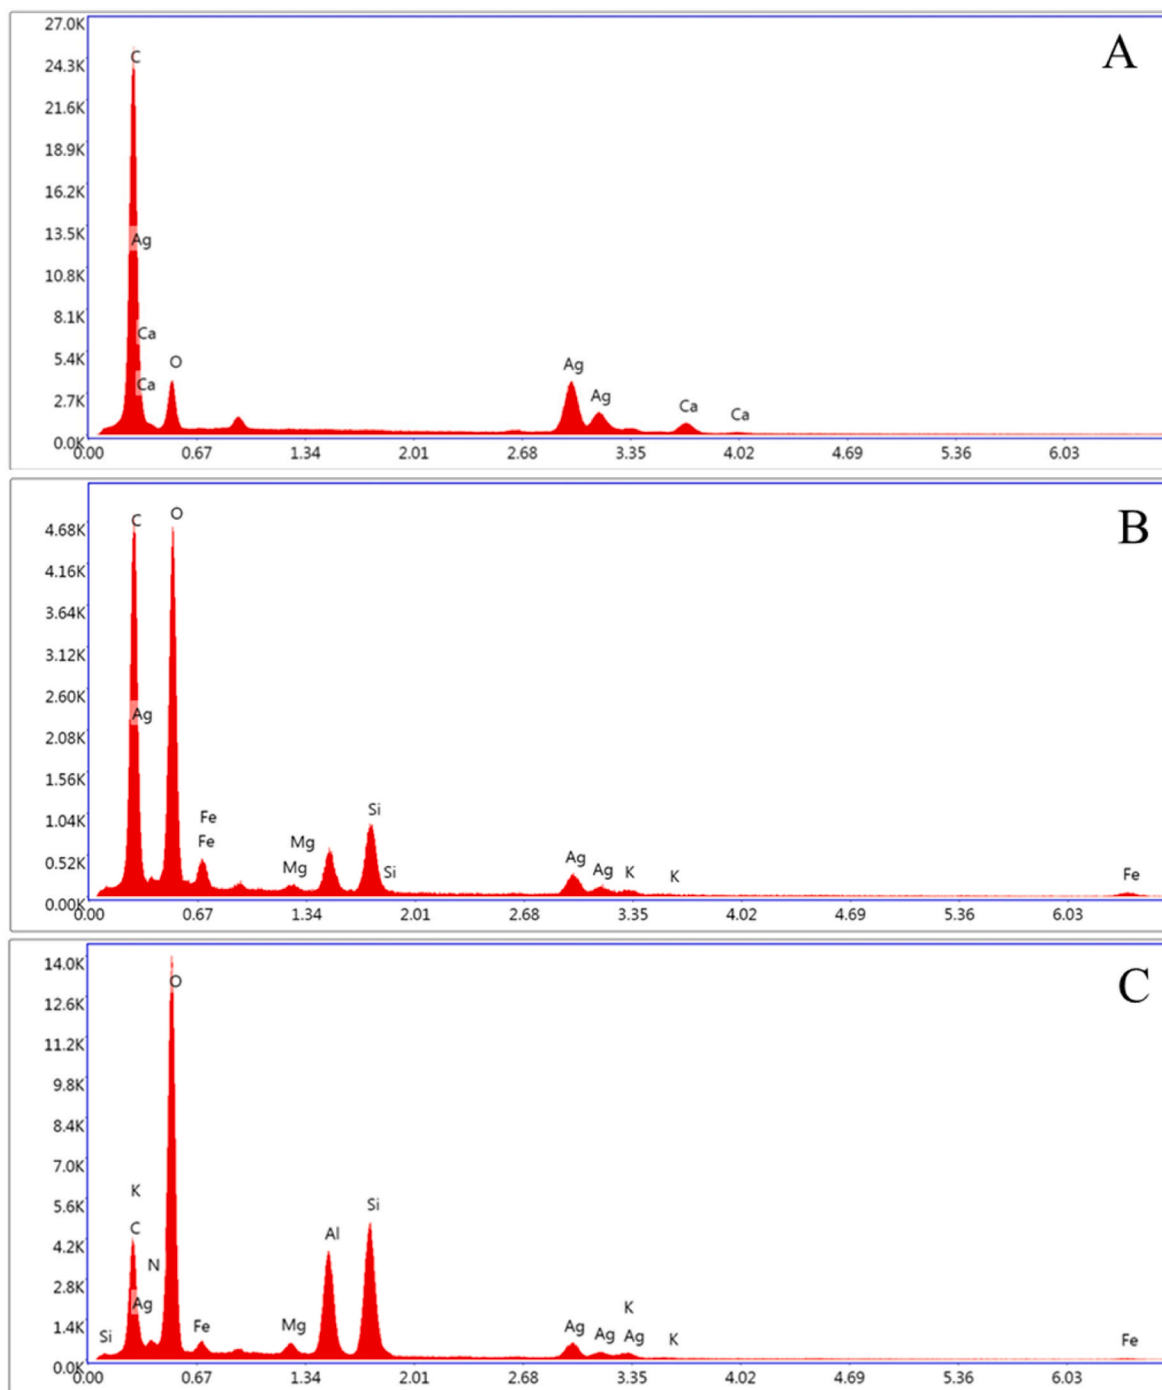 27.0K
A
C
24.3K
21.6K
18.9K
16.2K
13.5K
Ag
10.8K
8.1K
Ca
5.4K
O
Ag
Ca
2.7K
Ag
Ca
Ca
0.0K
0.00 0.67 1.34 2.01 2.68 3.35 4.02 4.69 5.36 6.03
B
C
O
4.68K
4.16K
3.64K
3.12K
2.60K
Ag
2.08K
1.56K
1.04K
Fe
Si
Fe
Mg
0.52K
Ag
Mg
Si
Ag
K
K
Fe
0.00K
0.00 0.67 1.34 2.01 2.68 3.35 4.02 4.69 5.36 6.03
C
14.0K
O
12.6K
11.2K
9.8K
8.4K
7.0K
K
5.6K
Si
C
4.2K
Al
N
2.8K
Ag
K
1.4K
Si
Fe
Mg
Ag
Ag
Ag
K
Fe
0.0K
0.00 0.67 1.34 2.01 2.68 3.35 4.02 4.69 5.36 6.03